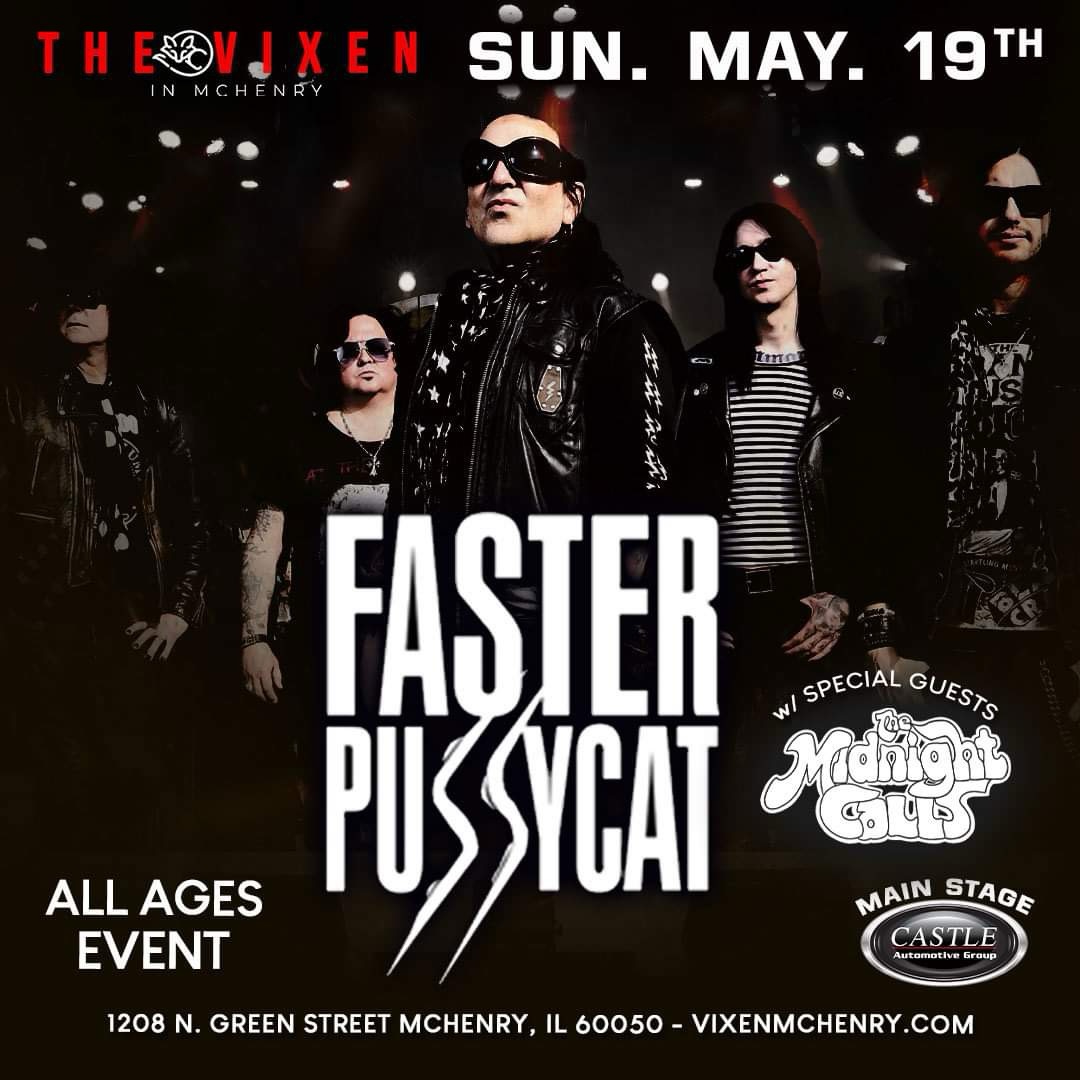 THE VIXEN
IN MCHENRY
SUN. MAY. 19TH
FASTER
PUSSYCAT
w/ SPECIAL GUESTS
The
Midnight
Calls
ALL AGES
EVENT
MAIN STAGE
CASTLE
Automotive Group
1208 N. GREEN STREET MCHENRY, IL 60050 - VIXENMCHENRY.COM